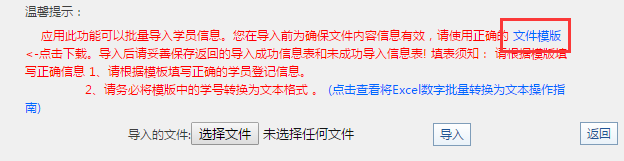 温馨提示：
应用此功能可以批量导入学员信息。您在导入前为确保文件内容信息有效，请使用正确的 文件模版
<-点击下载。导入后请妥善保存返回的导入成功信息表和未成功导入信息表! 填表须知： 请根据模版填
写正确信息 1、请根据模板填写正确的学员登记信息。
2、请务必将模版中的学号转换为文本格式 。 (点击查看将Excel数字批量转换为文本操作指
南)
导入的文件: 选择文件 未选择任何文件 导入 返回